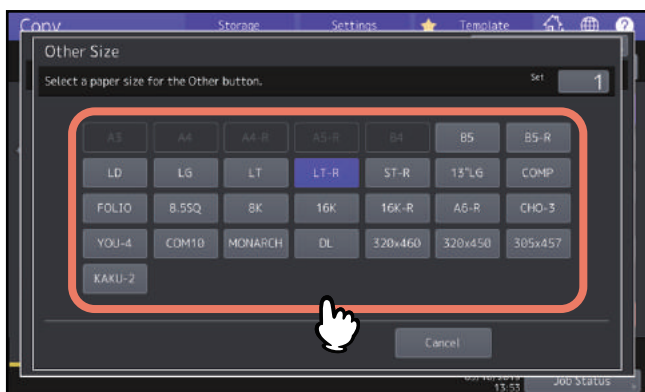 Copy Storage Settings Template ?
Other Size
Select a paper size for the Other button. Set 1
A3 A4 A4-R A5-R B4 B5 B5-R
LD LG LT LT-R ST-R 13"LG COMP
FOLIO 8.5SQ 8K 16K 16K-R A6-R CHO-3
YOU-4 COM10 MONARCH DL 320x460 320x450 305x457
KAKU-2
Cancel
13:53 Job Status